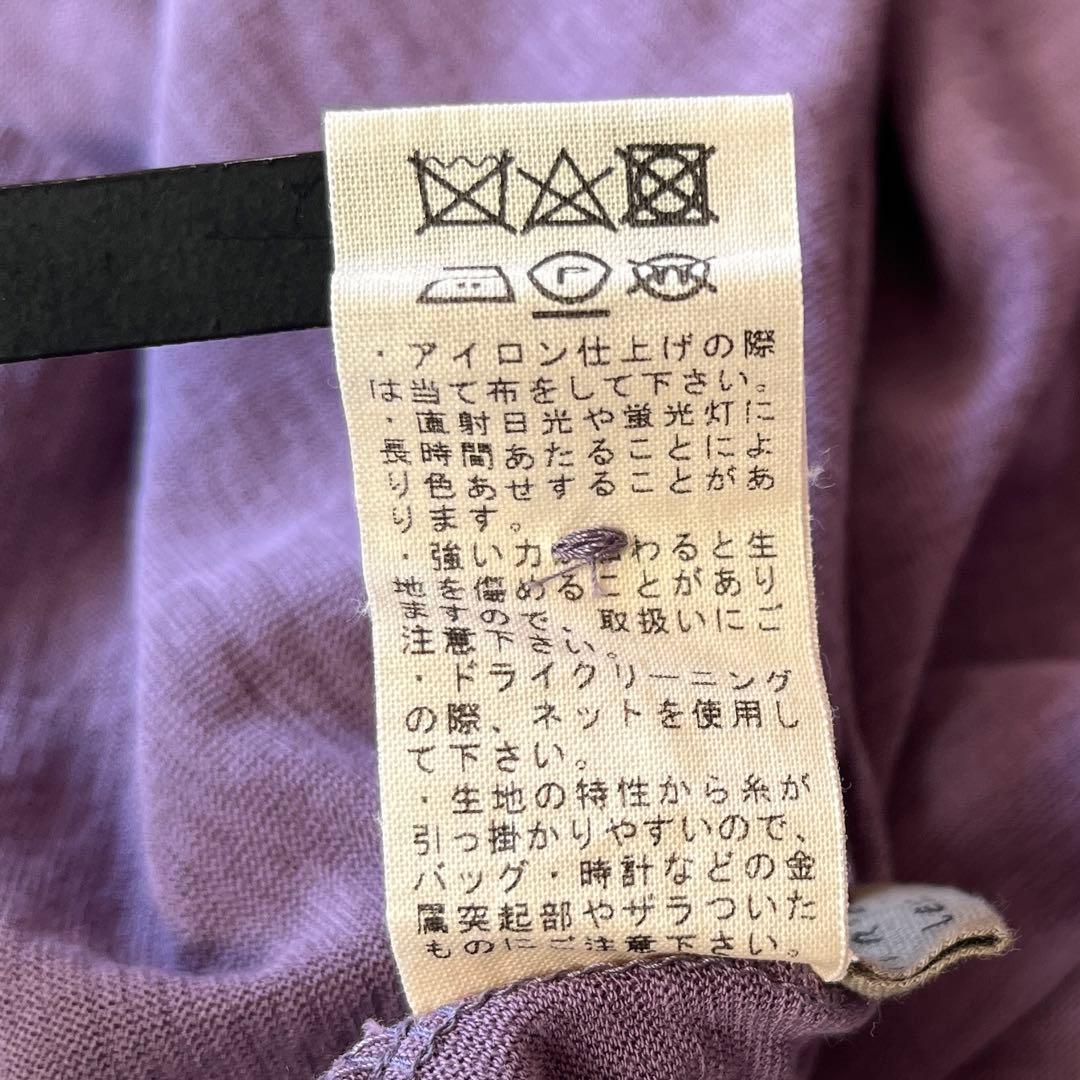 ・アイロン仕上げの際
は当て布をして下さい。
・直射日光や蛍光灯に
長時間あたることによ
り色あせすることがあ
ります。
・強い力 わると生
地を傷めることがあり
ますので、取扱いにご
注意下さい。
・ドライクリーニング
の際、ネットを使用し
て下さい。
・生地の特性から糸が
引っ掛かりやすいので、
バッグ・時計などの金
属突起部やザラついた
ものにご注意下さい。